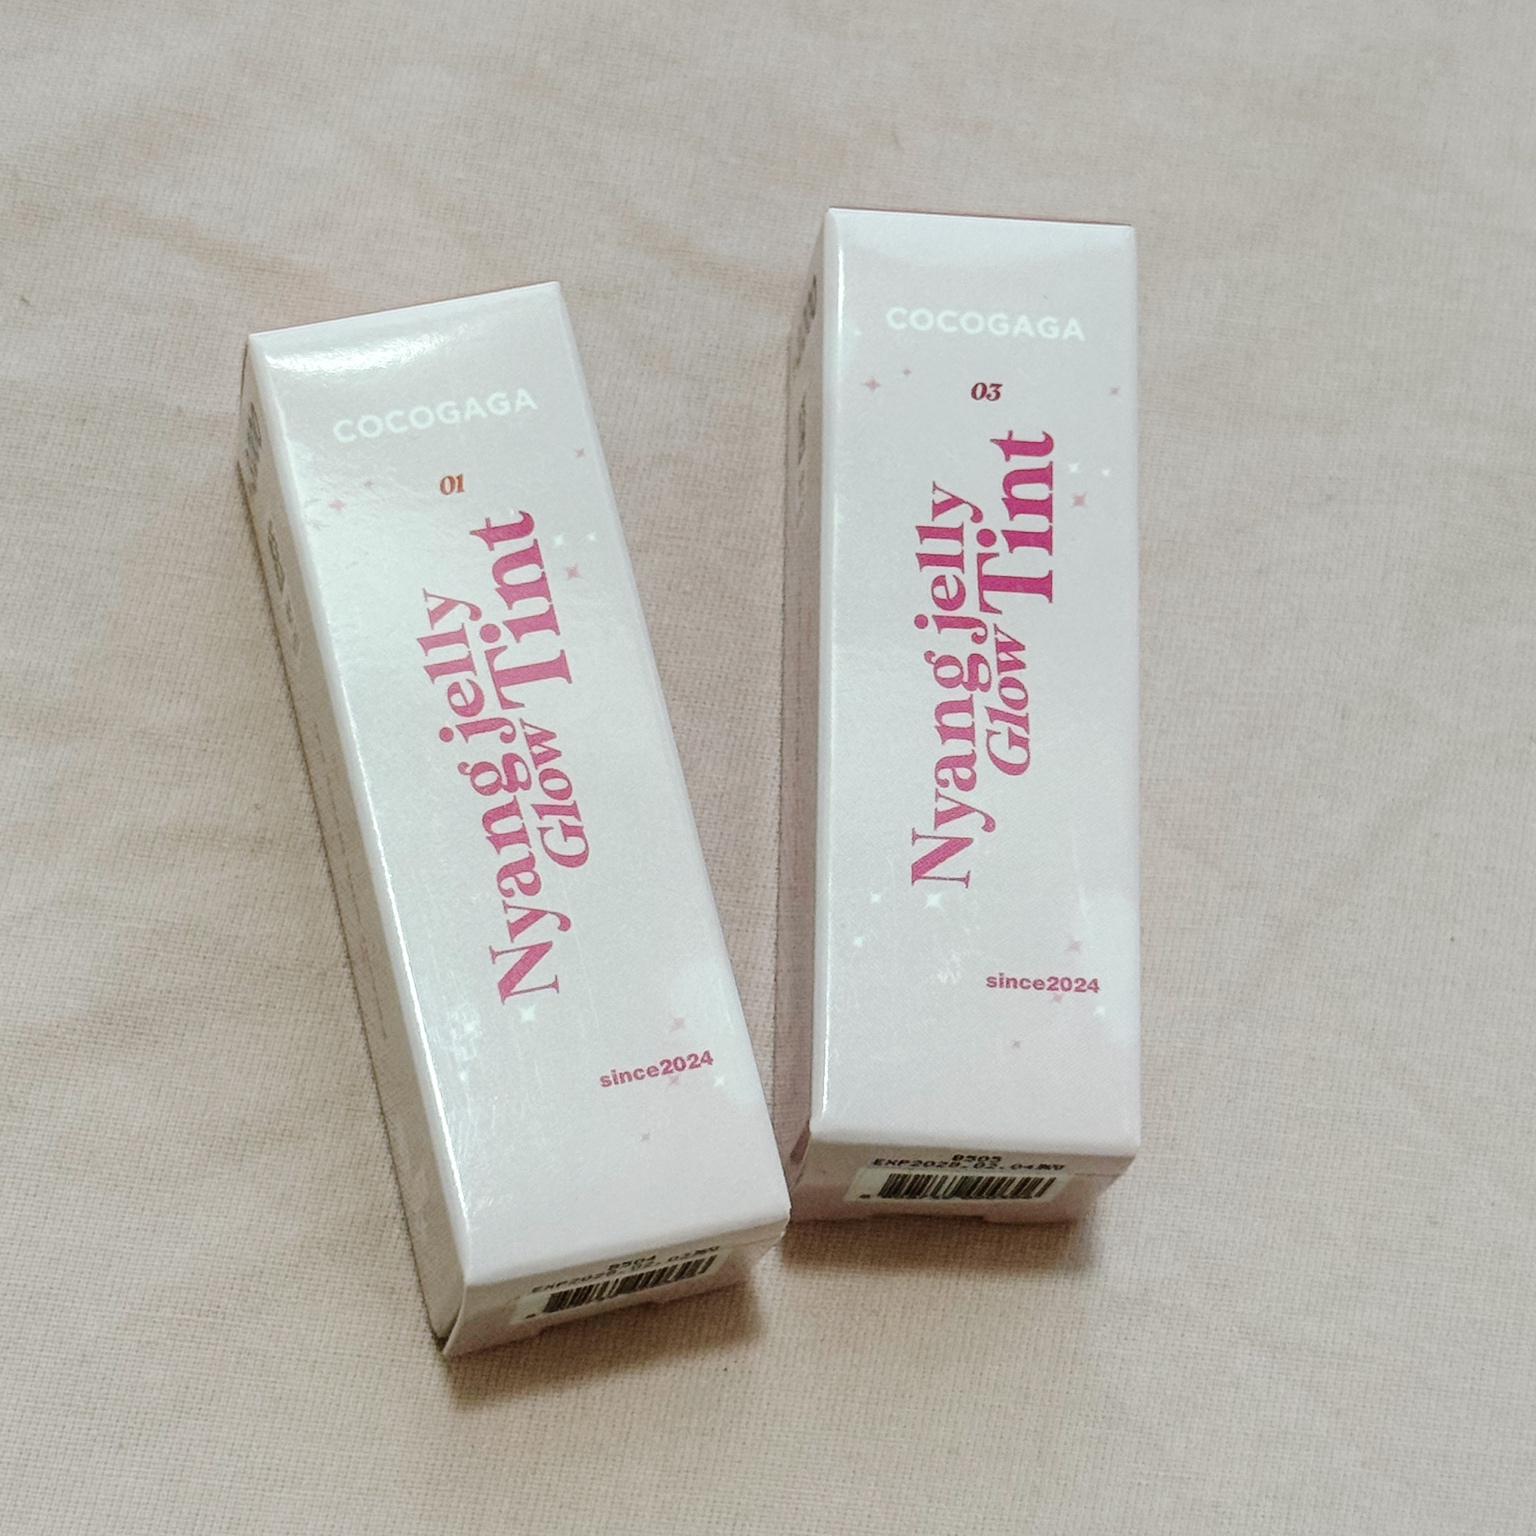 COCOGAGA
01
Nyang jelly
Glow Tint
since2024
COCOGAGA
03
Nyang jelly
Glow Tint
since2024